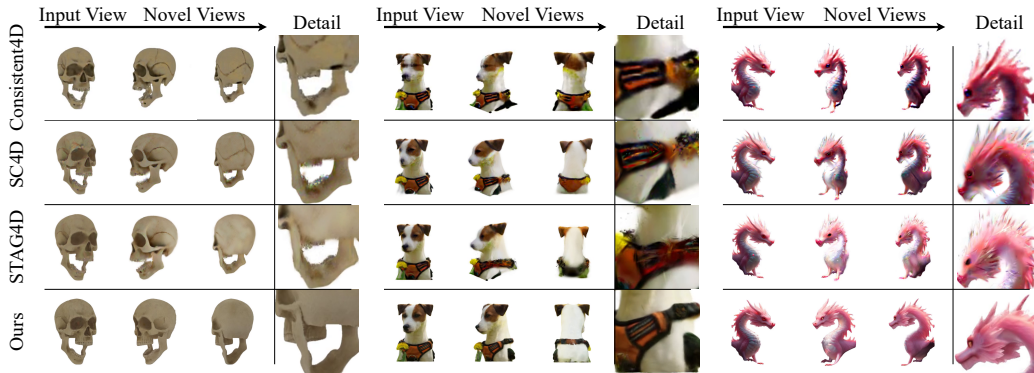 Input View Novel Views Detail Input View Novel Views Detail Input View Novel Views Detail
Consistent4D
SC4D
STAG4D
Ours